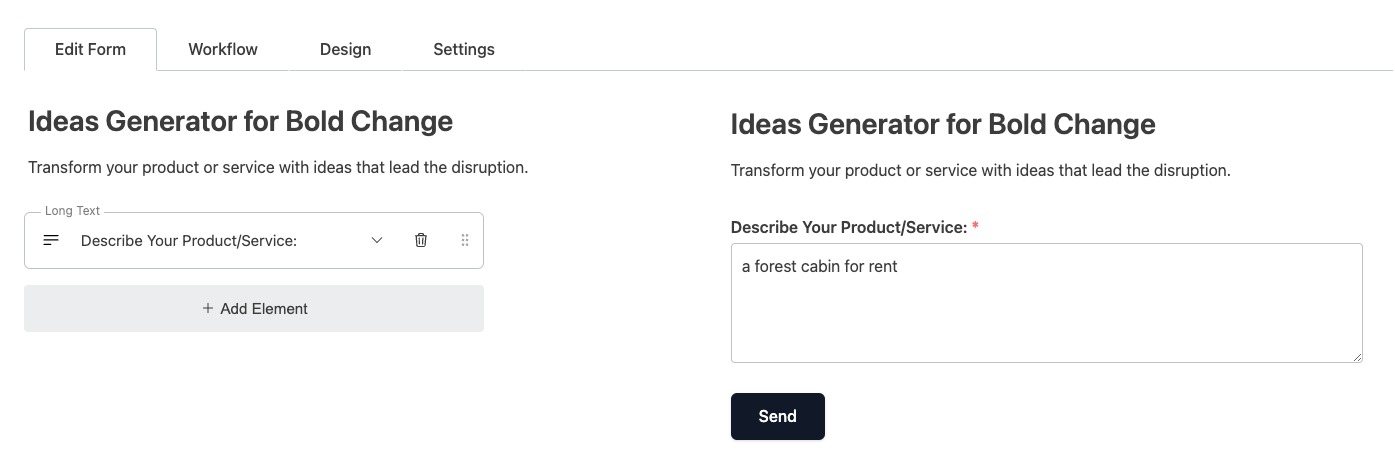 Edit Form Workflow Design Settings
Ideas Generator for Bold Change
Transform your product or service with ideas that lead the disruption.
Long Text
Describe Your Product/Service:
+ Add Element
Ideas Generator for Bold Change
Transform your product or service with ideas that lead the disruption.
Describe Your Product/Service: *
a forest cabin for rent
Send